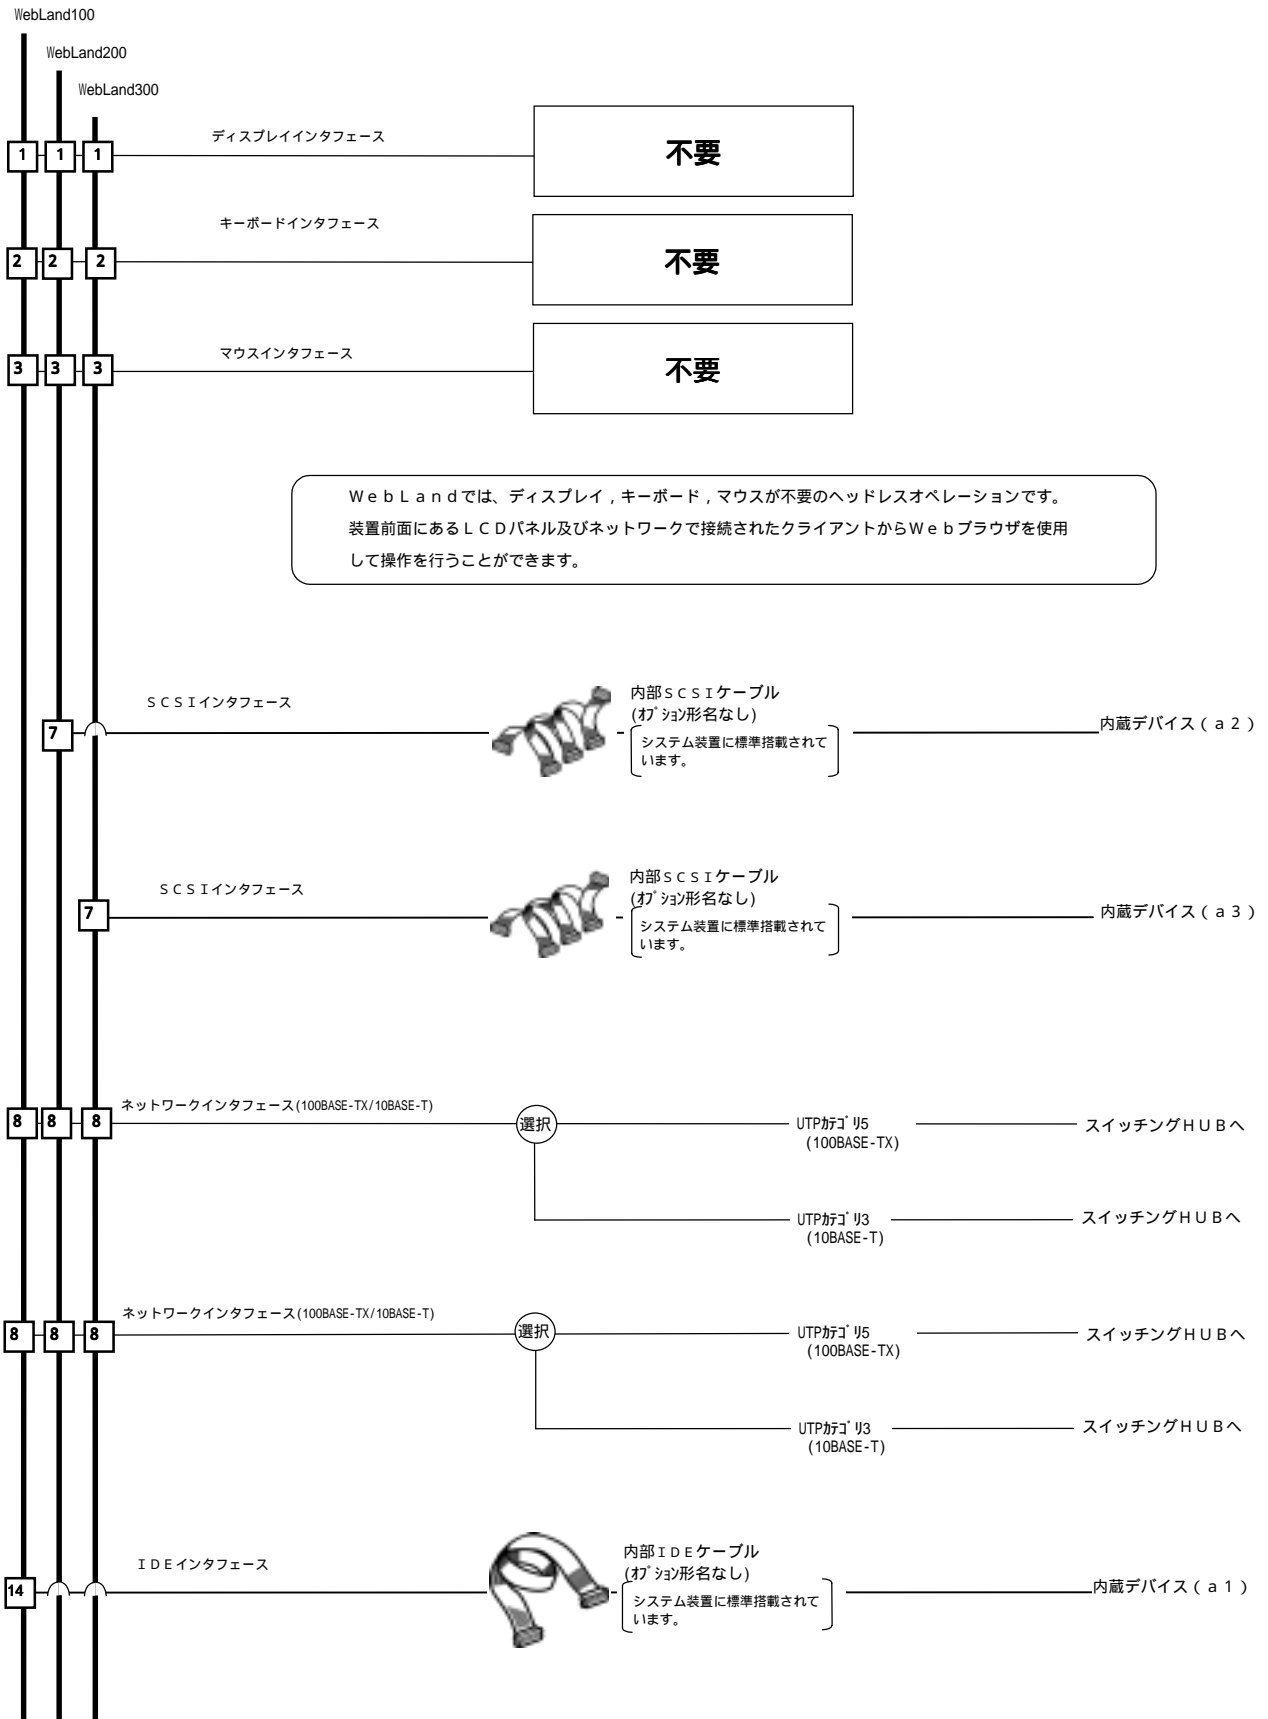 WebLand100
WebLand200
WebLand300
ディスプレイインタフェース
1 1 1
不要
キーボードインタフェース
2 2 2
不要
マウスインタフェース
3 3 3
不要
WebLandでは、ディスプレイ,キーボード,マウスが不要のヘッドレスオペレーションです。
装置前面にあるLCDパネル及びネットワークで接続されたクライアントからWebブラウザを使用
して操作を行うことができます。
SCSIインタフェース
7
内部SCSIケーブル
(オプション形名なし)
システム装置に標準搭載されて
います。
内蔵デバイス(a2)
SCSIインタフェース
7
内部SCSIケーブル
(オプション形名なし)
システム装置に標準搭載されて
います。
内蔵デバイス(a3)
ネットワークインタフェース(100BASE-TX/10BASE-T)
8 8 8
選択
UTPカテゴリ5
(100BASE-TX)
スイッチングHUBへ
UTPカテゴリ3
(10BASE-T)
スイッチングHUBへ
ネットワークインタフェース(100BASE-TX/10BASE-T)
8 8 8
選択
UTPカテゴリ5
(100BASE-TX)
スイッチングHUBへ
UTPカテゴリ3
(10BASE-T)
スイッチングHUBへ
IDEインタフェース
14
内部IDEケーブル
(オプション形名なし)
システム装置に標準搭載されて
います。
内蔵デバイス(a1)